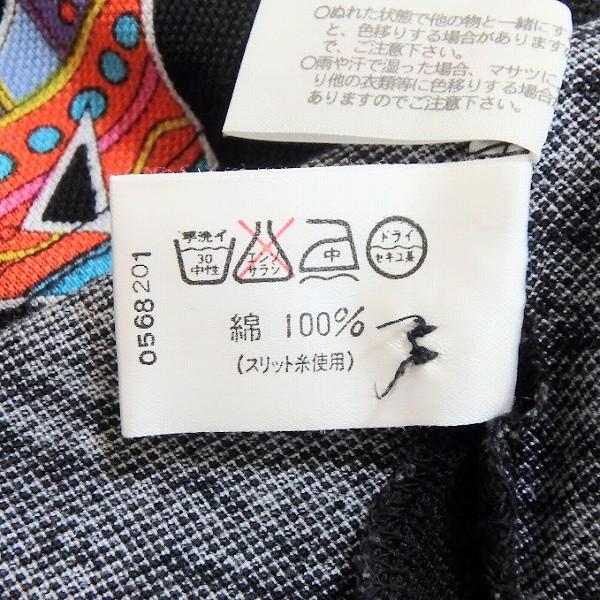 ○ぬれた状態で他の物と一緒にす
と、色移りする場合がありますの
で、ご注意下さい。
○雨や汗で湿った場合、マサツに
り他の衣類等に色移りする場合
ありますのでご注意下さい。
手洗イ
30
中性
エンソ
サラシ
中
ドライ
セキユ系
0568201
綿 100%
(スリット糸使用)